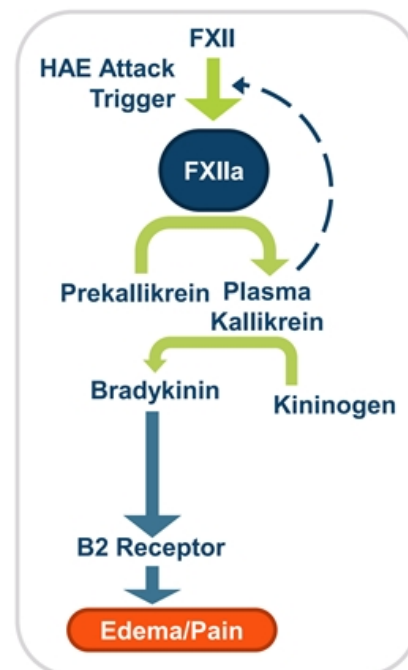 FXII
HAE Attack
Trigger
FXIIa
Prekallikrein
Plasma
Kallikrein
Bradykinin
Kininogen
B2 Receptor
Edema/Pain